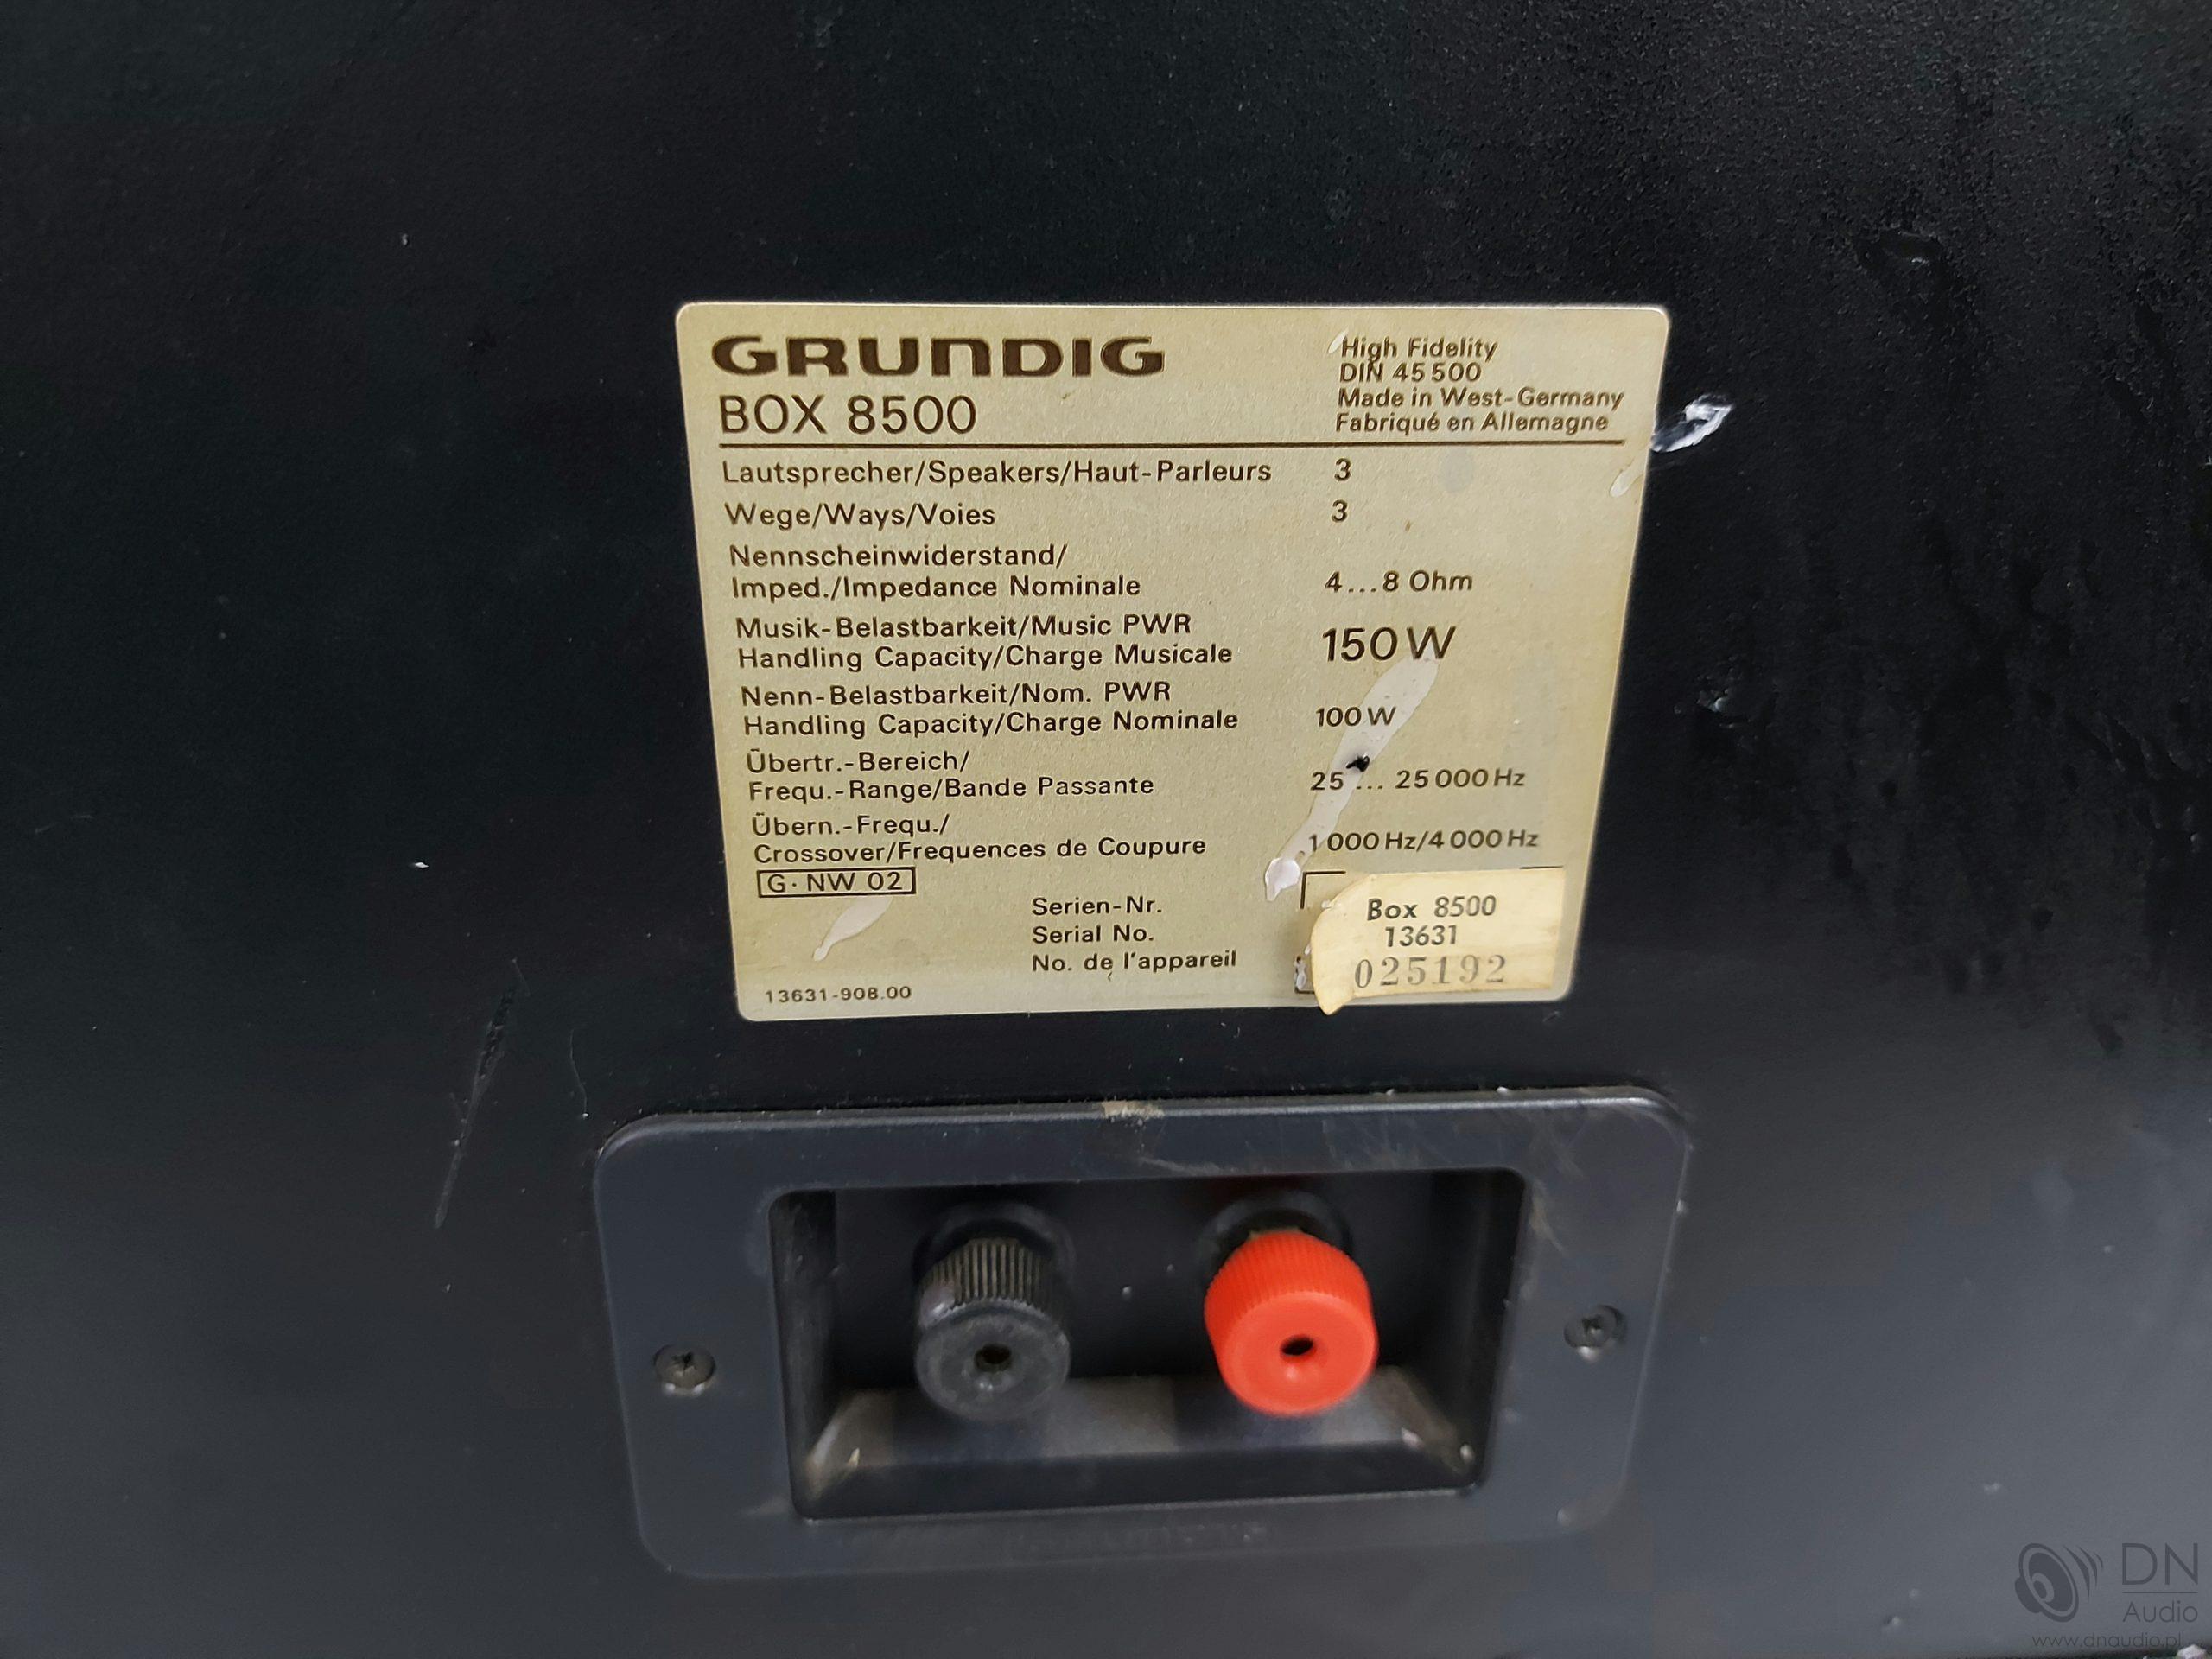 GRUNDIG
BOX 8500
High Fidelity
DIN 45 500
Made in West-Germany
Fabriqué en Allemagne
Lautsprecher/Speakers/Haut-Parleurs 3
Wege/Ways/Voies 3
Nennscheinwiderstand/
Imped./Impedance Nominale 4...8 Ohm
Musik-Belastbarkeit/Music PWR
Handling Capacity/Charge Musicale 150 W
Nenn-Belastbarkeit/Nom. PWR
Handling Capacity/Charge Nominale 100 W
Übertr.-Bereich/
Frequ.-Range/Bande Passante 25 ... 25 000 Hz
Übern.-Frequ./
Crossover/Frequences de Coupure 1 000 Hz/4 000 Hz
G · NW 02
Serien-Nr.
Serial No.
No. de l'appareil
Box 8500
13631
025192
13631-908.00
DN
Audio
www.dnaudio.pl